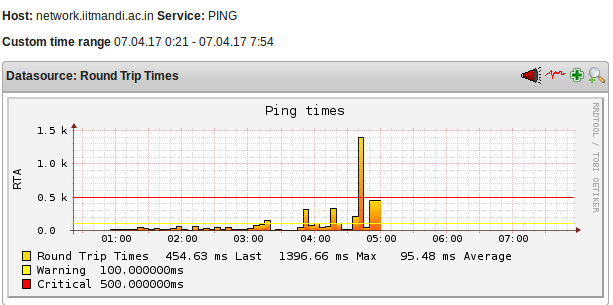 Host: network.iitmandi.ac.in Service: PING
Custom time range 07.04.17 0:21 - 07.04.17 7:54
Datasource: Round Trip Times
Ping times
RRDTOOL / TOBI OETIKER
RTA
1.5 k
1.0 k
0.5 k
0.0
01:00 02:00 03:00 04:00 05:00 06:00 07:00
Round Trip Times 454.63 ms Last 1396.66 ms Max 95.48 ms Average
Warning 100.000000ms
Critical 500.000000ms